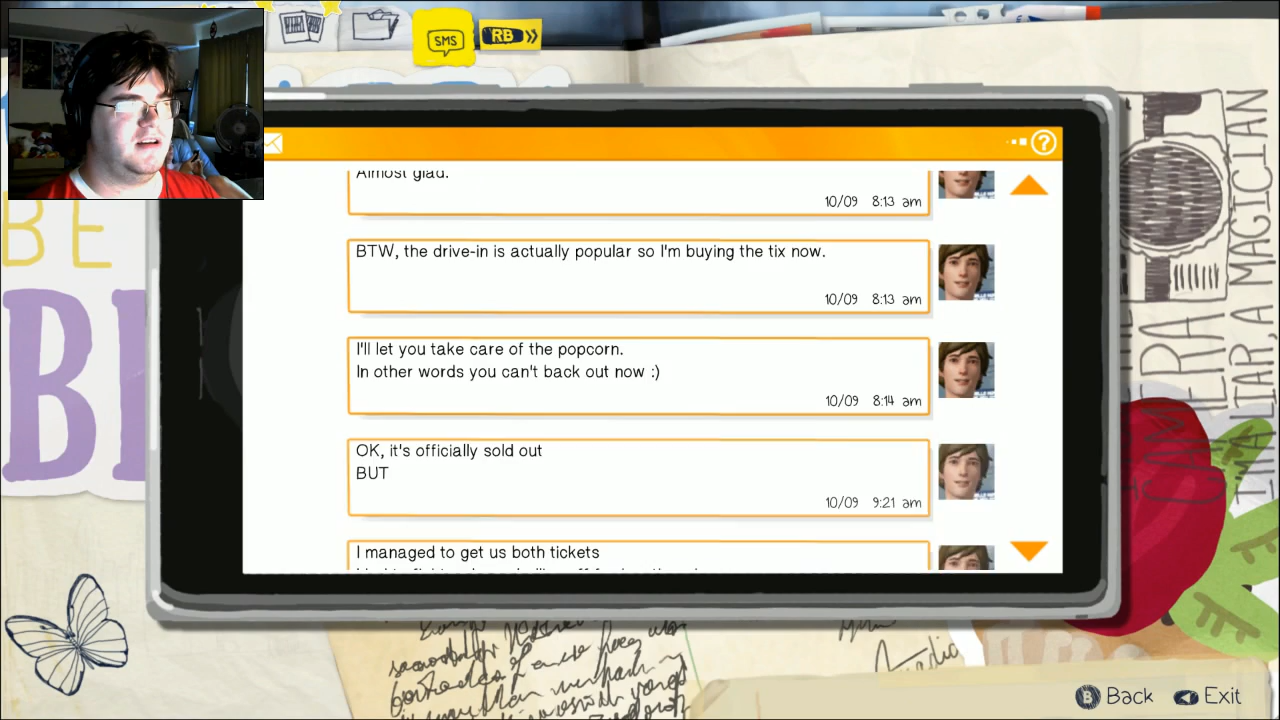 SMS
RB
?
Almost glad.
10/09 8:13 am
BTW, the drive-in is actually popular so I'm buying the tix now.
10/09 8:13 am
I'll let you take care of the popcorn.
In other words you can't back out now :)
10/09 8:14 am
OK, it's officially sold out
BUT
10/09 9:21 am
I managed to get us both tickets
BE
CAMERA
I'M A LIAR, A MAGICIAN
B Back
Exit